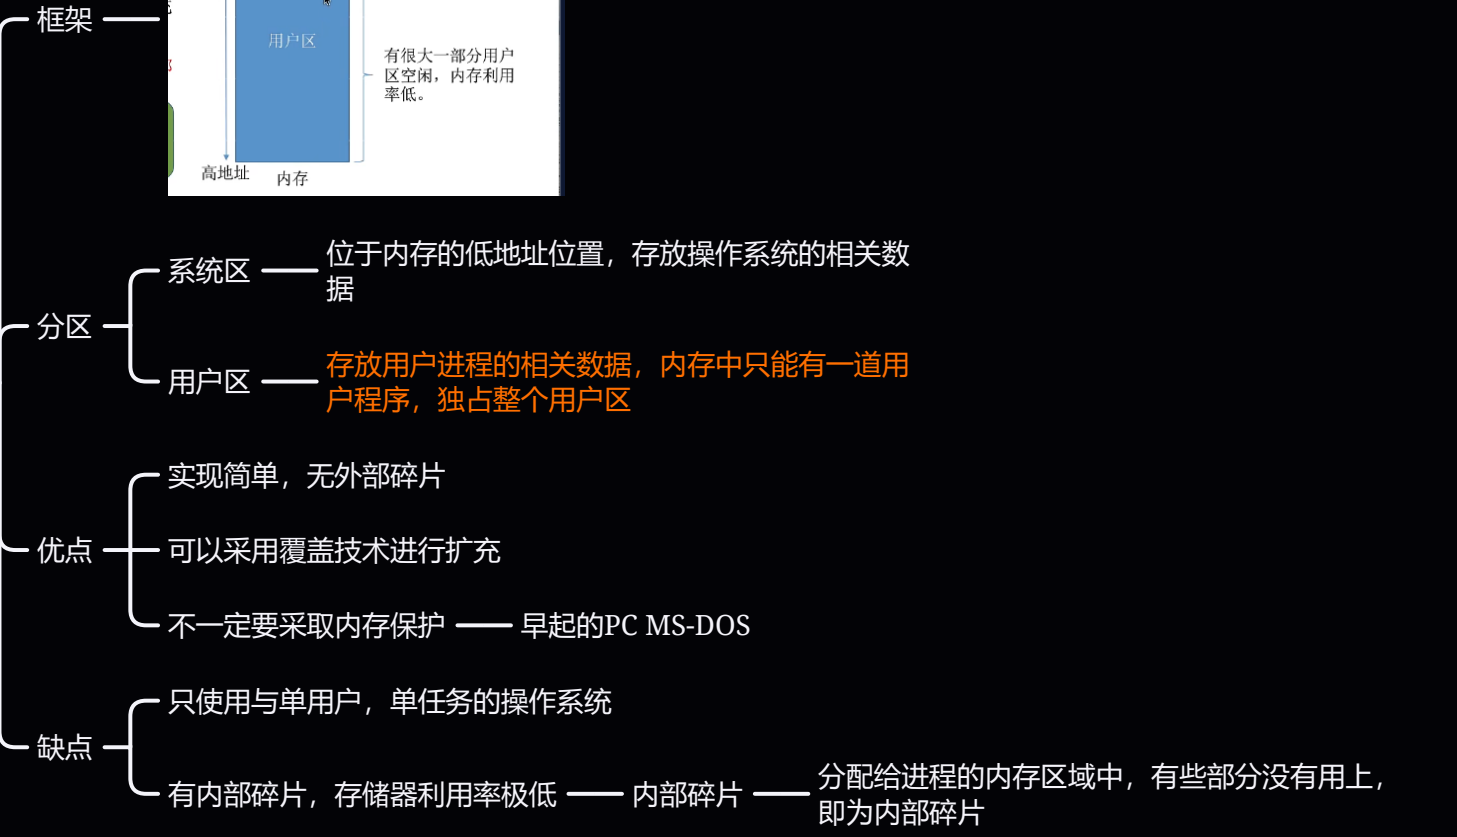 框架
用户区
有很大一部分用户
区空闲，内存利用
率低。
高地址
内存
分区
系统区
位于内存的低地址位置，存放操作系统的相关数
据
用户区
存放用户进程的相关数据，内存中只能有一道用
户程序，独占整个用户区
优点
实现简单，无外部碎片
可以采用覆盖技术进行扩充
不一定要采取内存保护
早起的PC MS-DOS
缺点
只使用与单用户，单任务的操作系统
有内部碎片，存储器利用率极低
内部碎片
分配给进程的内存区域中，有些部分没有用上，
即为内部碎片